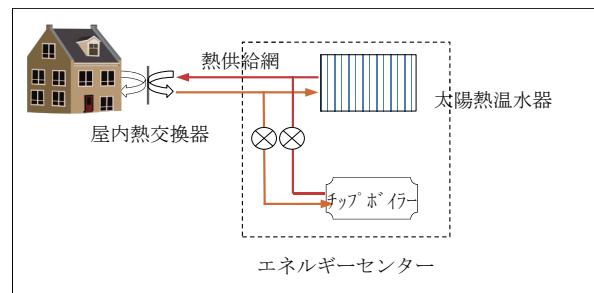 熱供給網
太陽熱温水器
屋内熱交換器
チップボイラー
エネルギーセンター